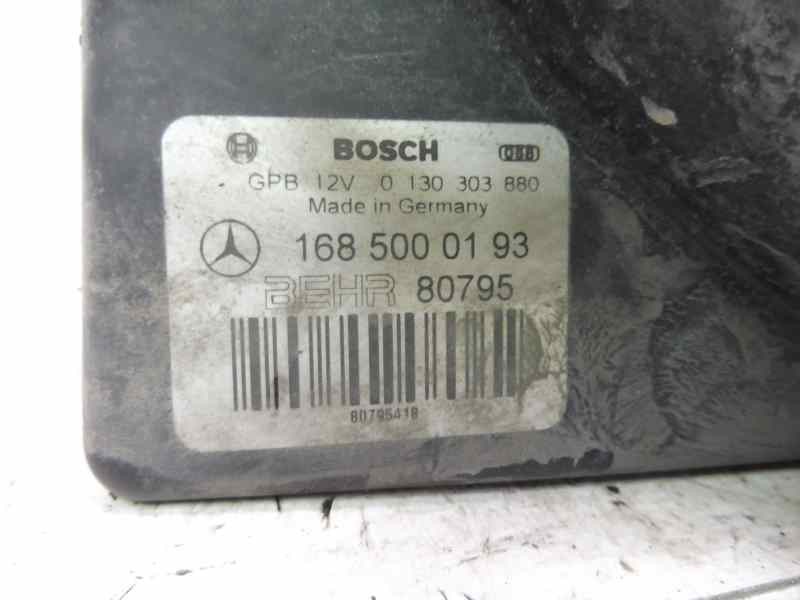 BOSCH
GPB 12V 0 130 303 880
Made in Germany
168 500 01 93
BEHR 80795
80795418